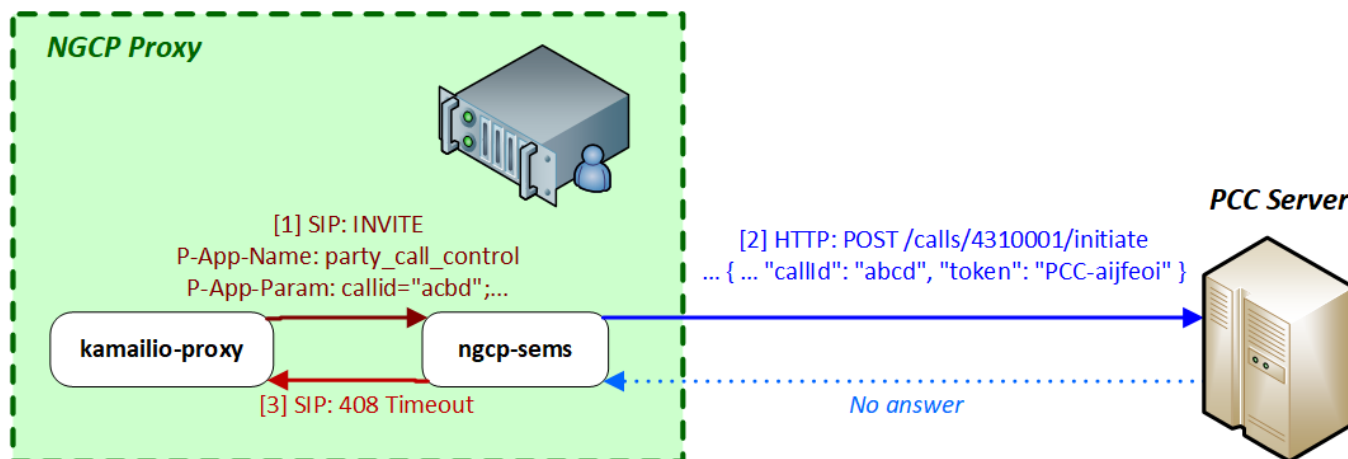 NGCP Proxy
[1] SIP: INVITE
P-App-Name: party_call_control
P-App-Param: callid="acbd";...
kamailio-proxy
ngcp-sems
[3] SIP: 408 Timeout
PCC Server
[2] HTTP: POST /calls/4310001/initiate
... { ... "callId": "abcd", "token": "PCC-aijfeoi" }
No answer